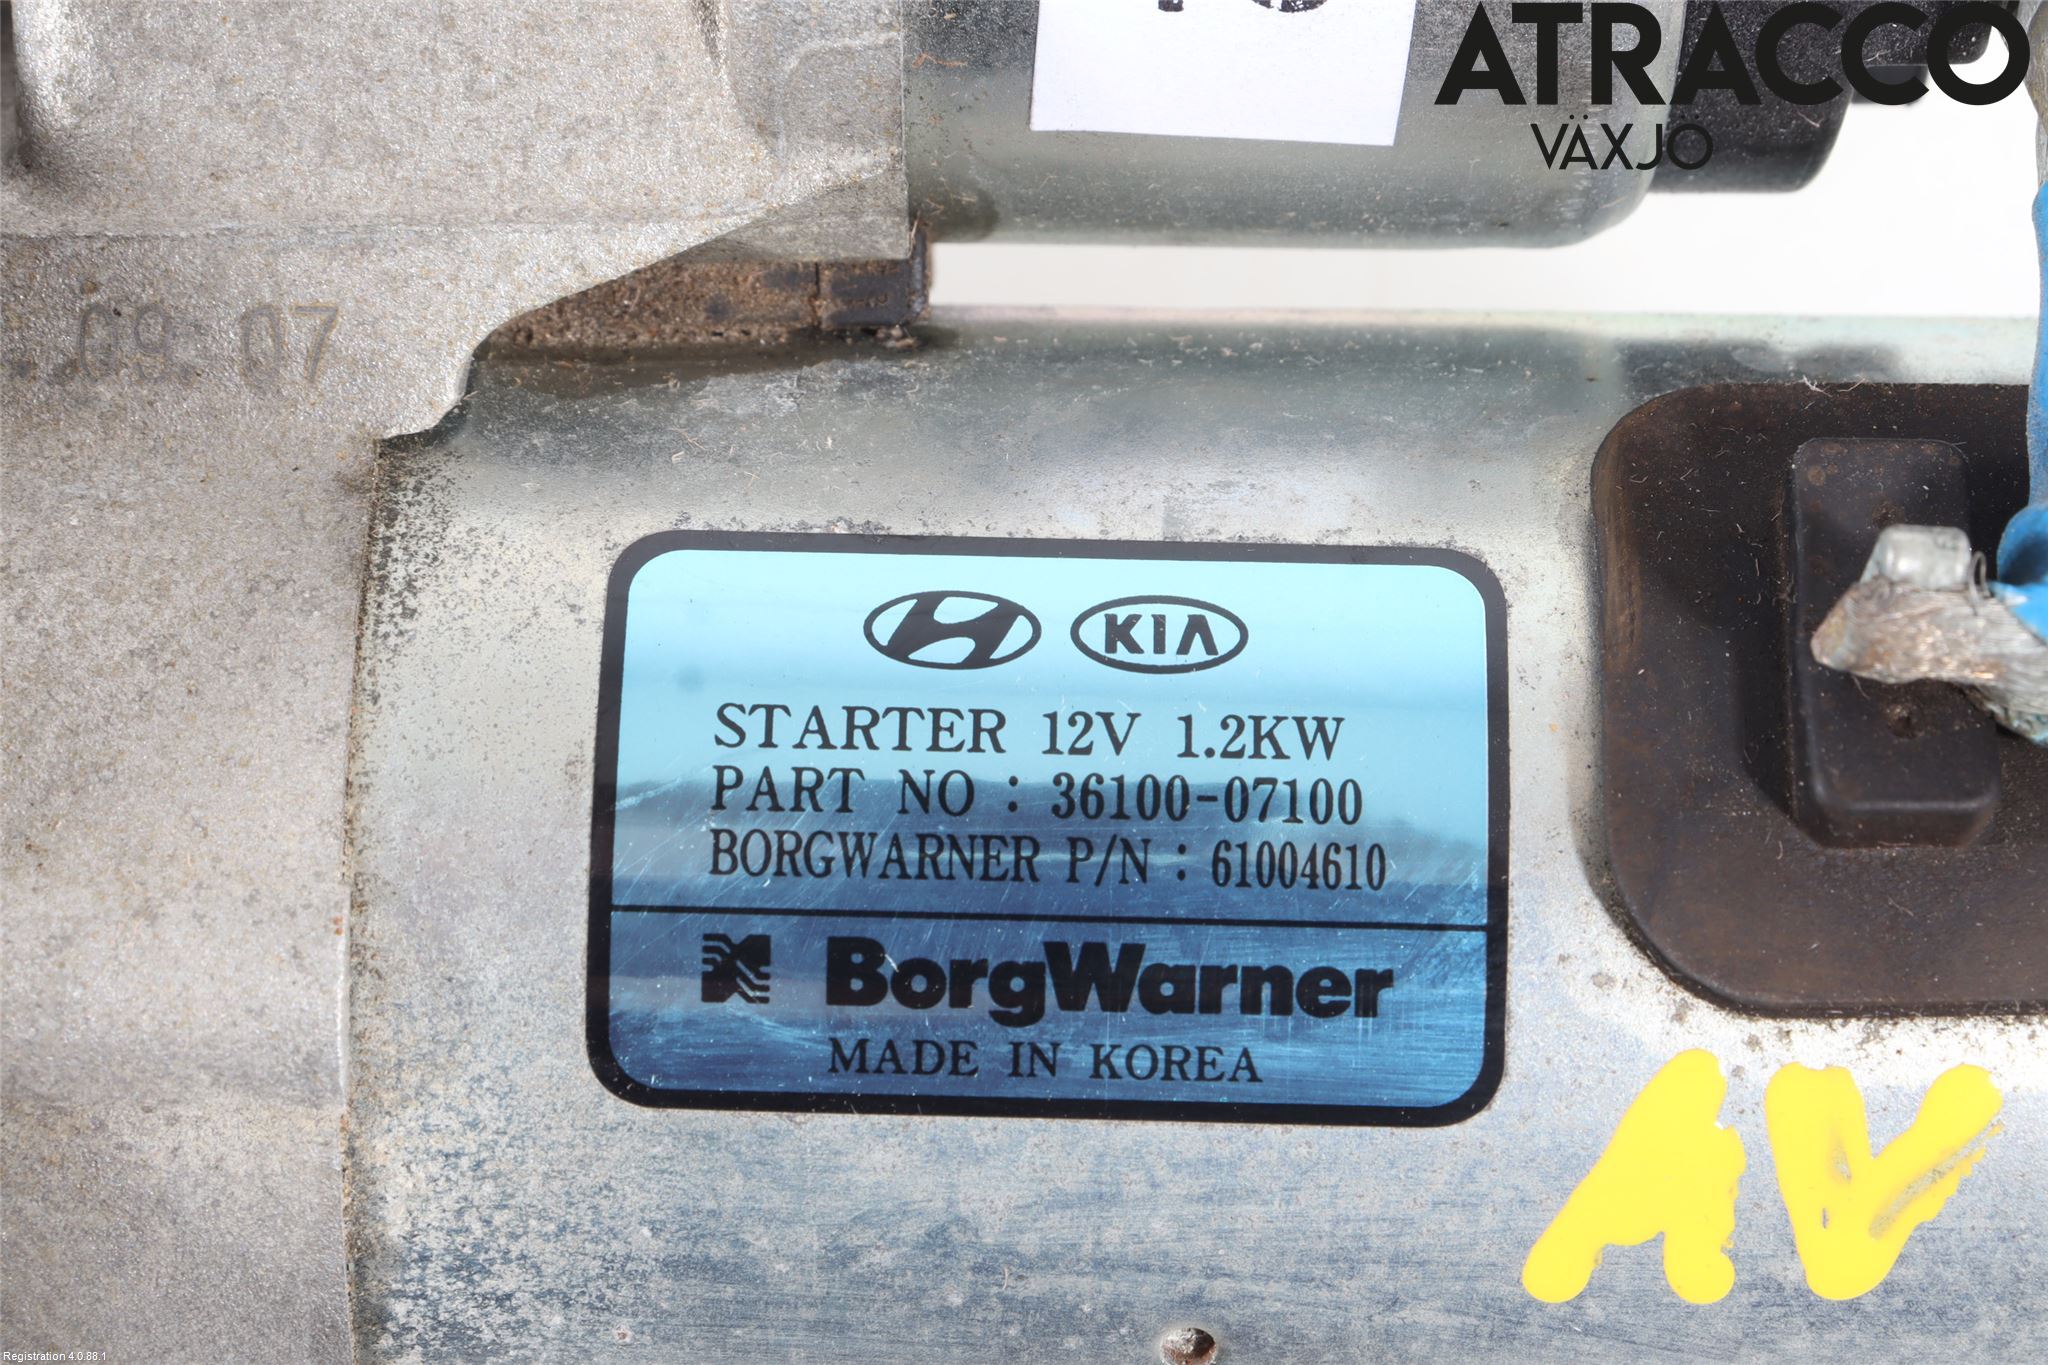 ATRACCO
VÄXJÖ
09 07
KIA
STARTER 12V 1.2KW
PART NO : 36100-07100
BORGWARNER P/N : 61004610
BorgWarner
MADE IN KOREA
AV
Registration 4.0.88.1